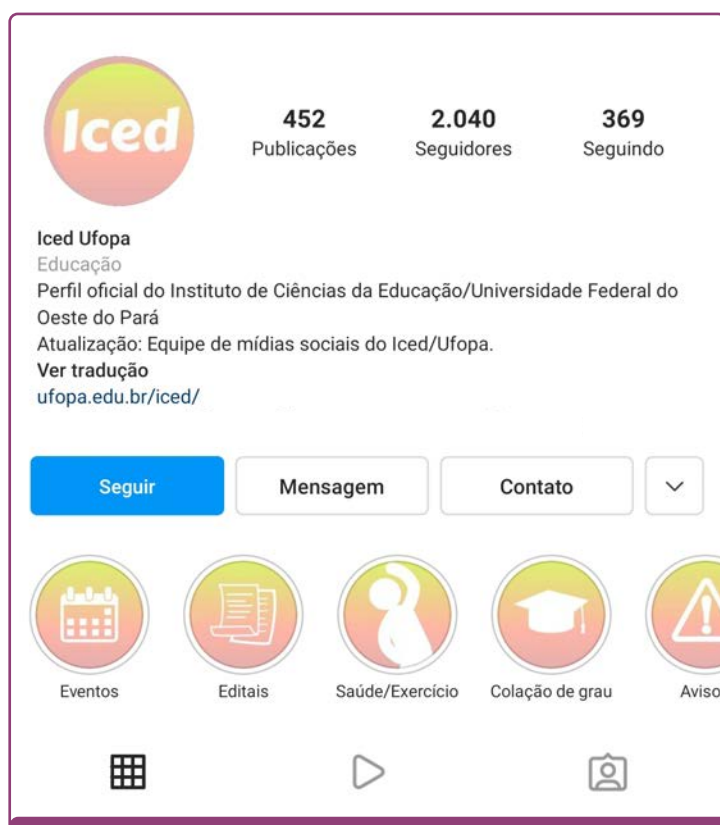 Iced
452 2.040 369
Publicações Seguidores Seguindo
Iced Ufopa
Educação
Perfil oficial do Instituto de Ciências da Educação/Universidade Federal do
Oeste do Pará
Atualização: Equipe de mídias sociais do Iced/Ufopa.
Ver tradução
ufopa.edu.br/iced/
Seguir Mensagem Contato
Eventos Editais Saúde/Exercício Colação de grau Aviso